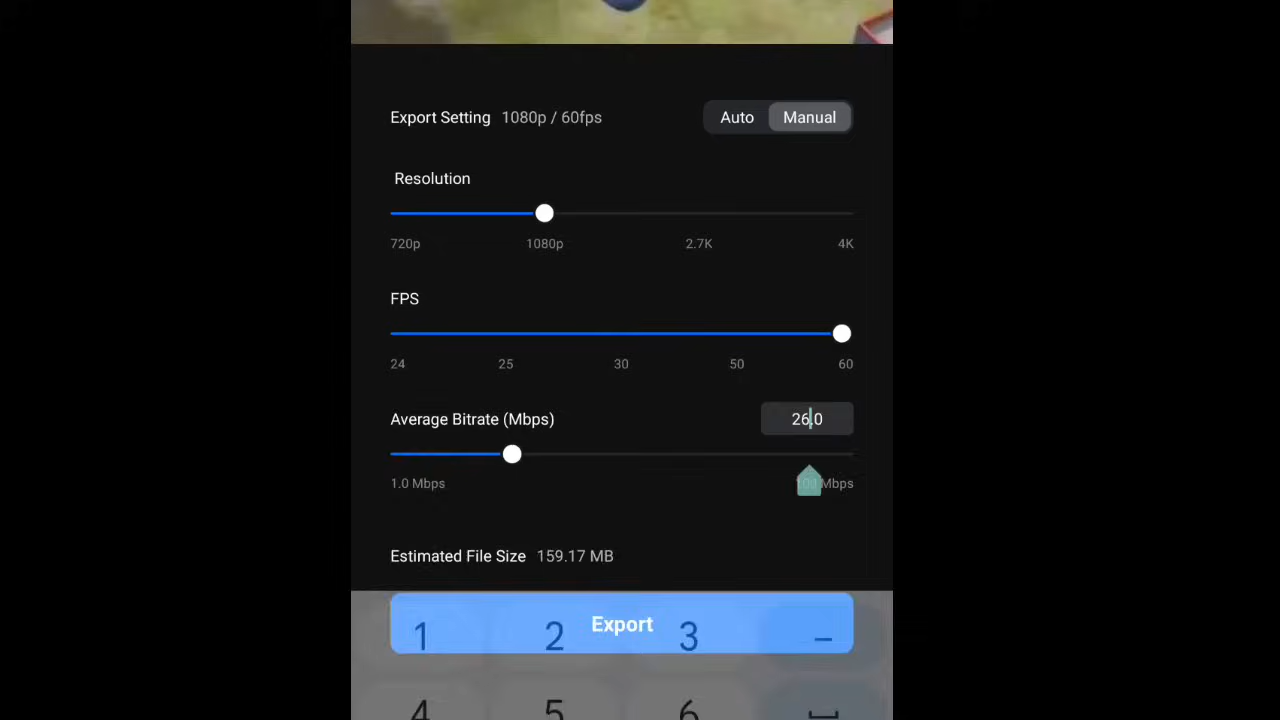 Export Setting 1080p / 60fps Auto Manual
Resolution
720p 1080p 2.7K 4K
FPS
24 25 30 50 60
Average Bitrate (Mbps) 26.0
1.0 Mbps Mbps
Estimated File Size 159.17 MB
Export
1 2 3 –
4 5 6